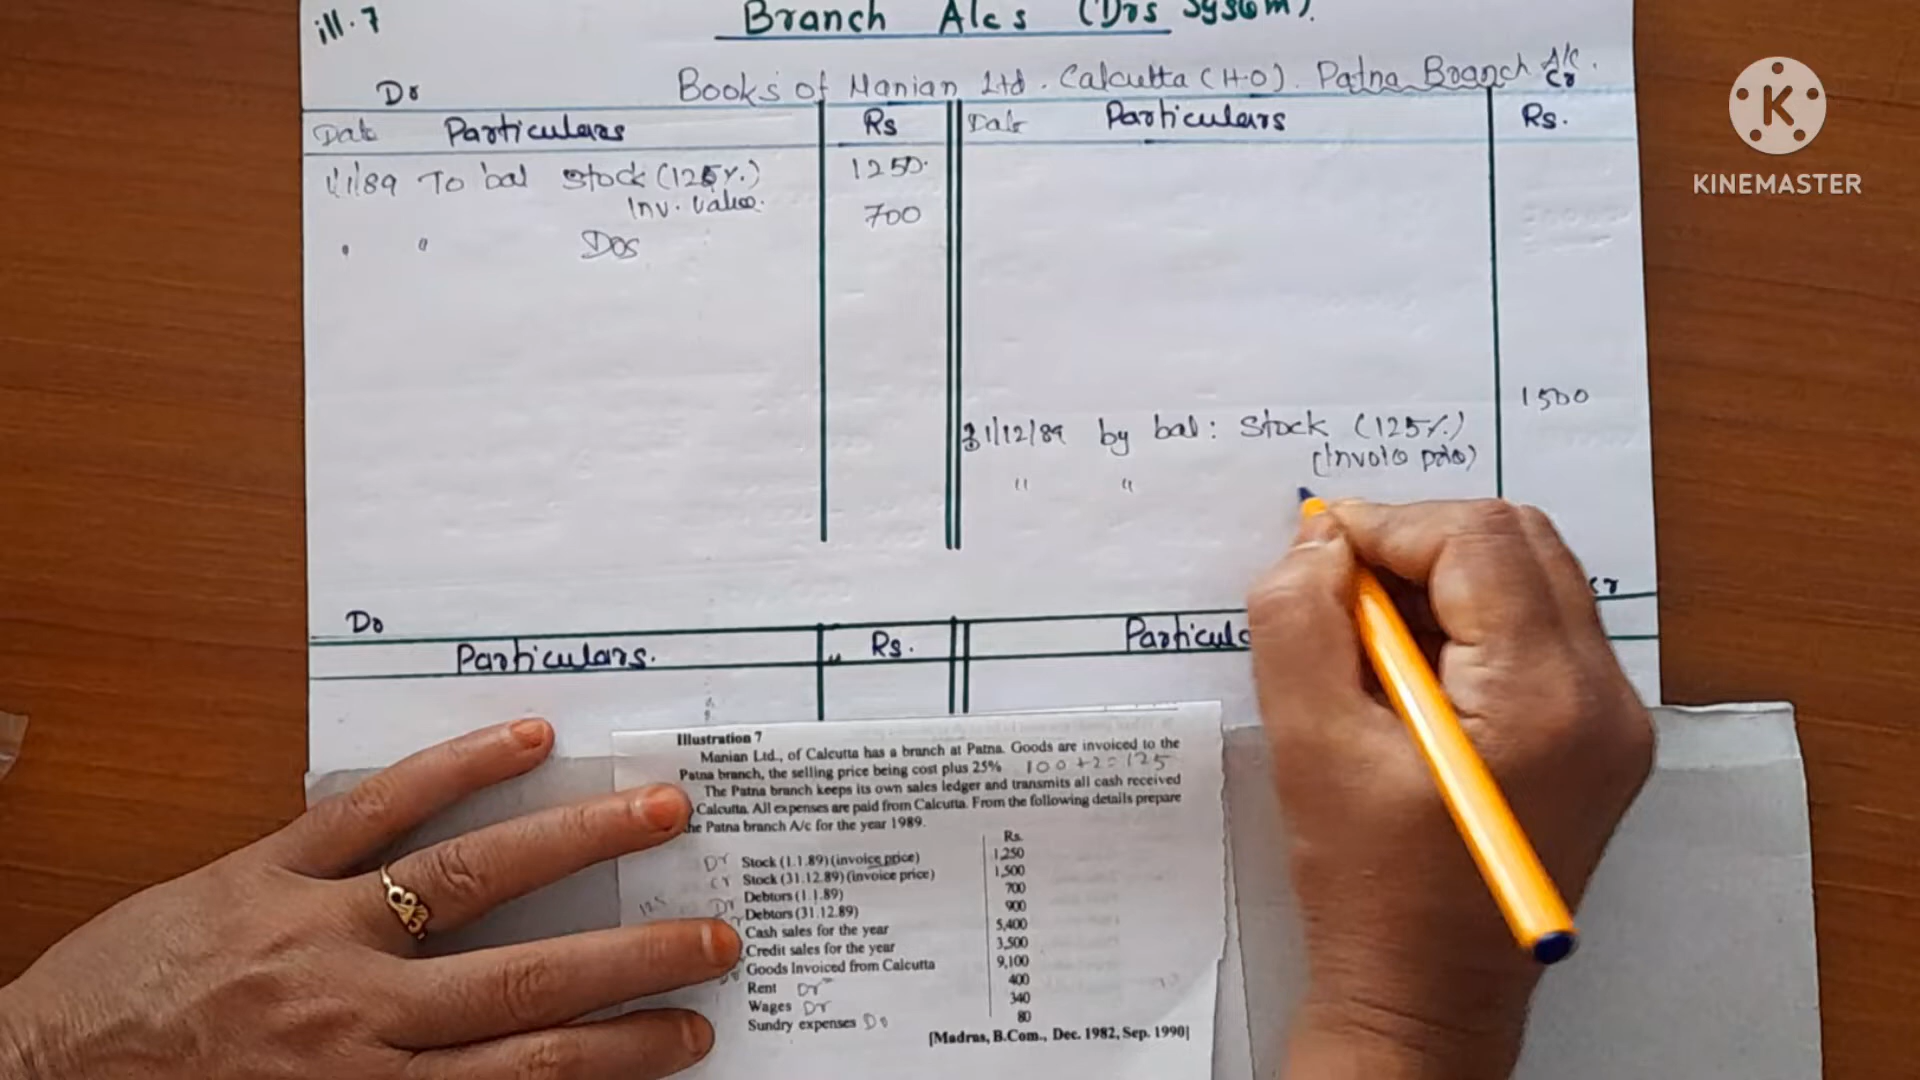 ill.7
Branch A/cs (Drs System).
Dr
Books of Manian Ltd. Calcutta (H.O). Patna Branch A/c.
Cr
Date Particulars Rs Date Particulars Rs.
1/1/89 To bal Stock (125%.) 1250.
Inv. value.
" " Drs 700
31/12/89 by bal: Stock (125%.) 1500
(Invoice price)
" "
Dr
Cr
Particulars. Rs.
KINEMASTER
Illustration 7
Manian Ltd., of Calcutta has a branch at Patna. Goods are invoiced to the
Patna branch, the selling price being cost plus 25%
The Patna branch keeps its own sales ledger and transmits all cash received
Calcutta. All expenses are paid from Calcutta. From the following details prepare
the Patna branch A/c for the year 1989.
Rs.
Dr Stock (1.1.89) (invoice price) 1,250
Cr Stock (31.12.89) (invoice price) 1,500
Dr Debtors (1.1.89) 700
Debtors (31.12.89) 900
Cash sales for the year 5,400
Credit sales for the year 3,500
Goods Invoiced from Calcutta 9,100
Rent Dr 400
Wages Dr 340
Sundry expenses Dr 80
[Madras, B.Com., Dec. 1982, Sep. 1990]
125